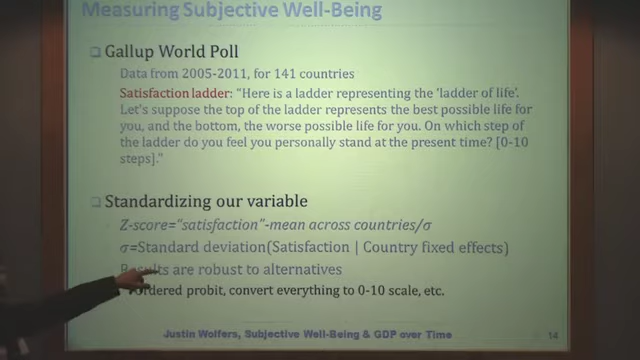 Measuring Subjective Well-Being
Gallup World Poll
Data from 2005-2011, for 141 countries
Satisfaction ladder: "Here is a ladder representing the 'ladder of life'.
Let's suppose the top of the ladder represents the best possible life for
you, and the bottom, the worse possible life for you. On which step of
the ladder do you feel you personally stand at the present time? [0-10
steps]."
Standardizing our variable
Z-score="satisfaction"-mean across countries/σ
σ=Standard deviation(Satisfaction | Country fixed effects)
Results are robust to alternatives
ordered probit, convert everything to 0-10 scale, etc.
Justin Wolfers, Subjective Well-Being & GDP over Time
14